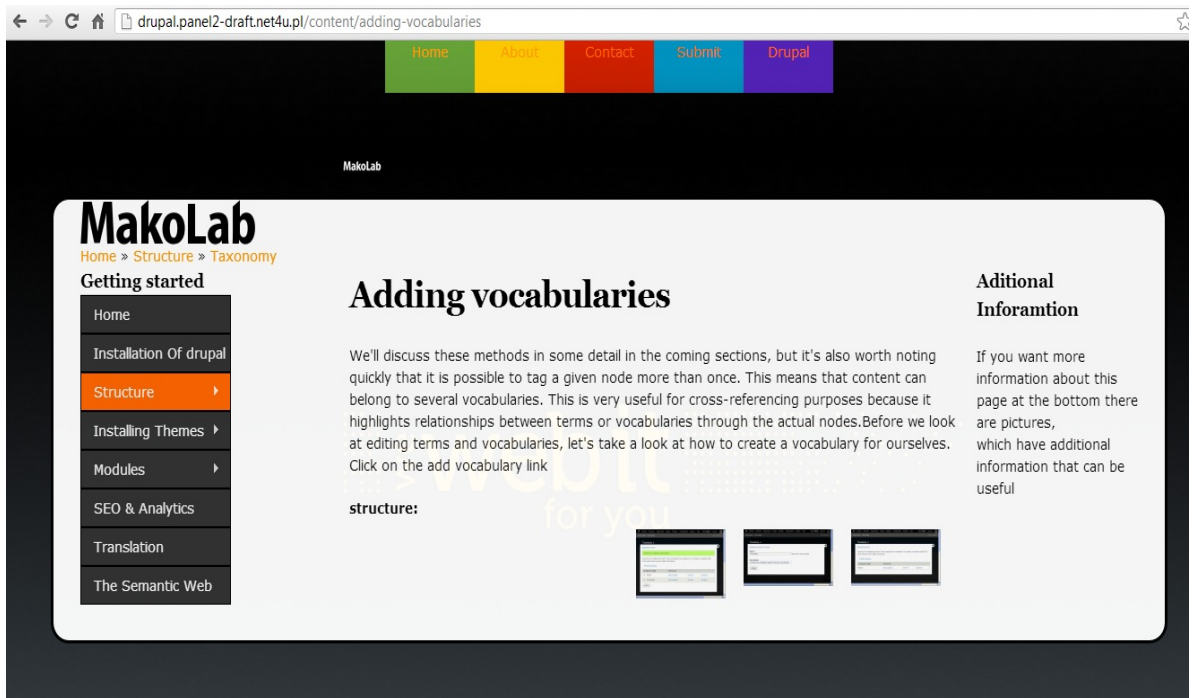 drupal.panel2-draft.net4u.pl/content/adding-vocabularies
Home About Contact Submit Drupal
MakoLab
MakoLab
Home » Structure » Taxonomy
Getting started
Home
Installation Of drupal
Structure
Installing Themes
Modules
SEO & Analytics
Translation
The Semantic Web
Adding vocabularies
We'll discuss these methods in some detail in the coming sections, but it's also worth noting
quickly that it is possible to tag a given node more than once. This means that content can
belong to several vocabularies. This is very useful for cross-referencing purposes because it
highlights relationships between terms or vocabularies through the actual nodes.Before we look
at editing terms and vocabularies, let's take a look at how to create a vocabulary for ourselves.
Click on the add vocabulary link
structure:
> web it
for you
Aditional
Inforamtion
If you want more
information about this
page at the bottom there
are pictures,
which have additional
information that can be
useful